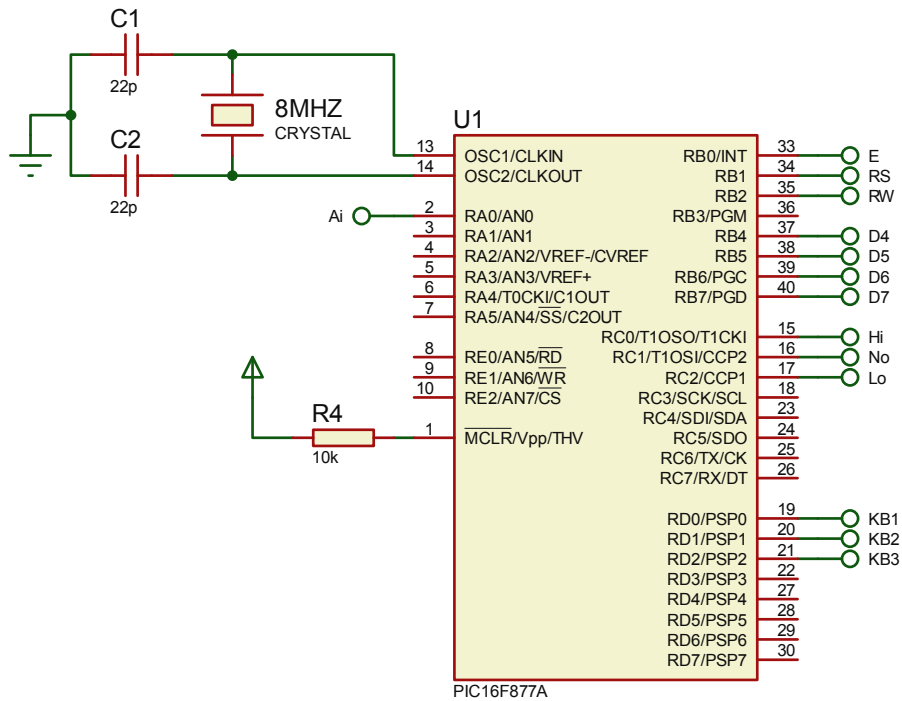 C1
22p
8MHZ
CRYSTAL
C2
22p
U1
13 OSC1/CLKIN
14 OSC2/CLKOUT
Ai 2 RA0/AN0
3 RA1/AN1
4 RA2/AN2/VREF-/CVREF
5 RA3/AN3/VREF+
6 RA4/T0CKI/C1OUT
7 RA5/AN4/SS/C2OUT
8 RE0/AN5/RD
9 RE1/AN6/WR
10 RE2/AN7/CS
R4
10k
1 MCLR/Vpp/THV
RB0/INT 33 E
RB1 34 RS
RB2 35 RW
RB3/PGM 36
RB4 37 D4
RB5 38 D5
RB6/PGC 39 D6
RB7/PGD 40 D7
RC0/T1OSO/T1CKI 15 Hi
RC1/T1OSI/CCP2 16 No
RC2/CCP1 17 Lo
RC3/SCK/SCL 18
RC4/SDI/SDA 23
RC5/SDO 24
RC6/TX/CK 25
RC7/RX/DT 26
RD0/PSP0 19 KB1
RD1/PSP1 20 KB2
RD2/PSP2 21 KB3
RD3/PSP3 22
RD4/PSP4 27
RD5/PSP5 28
RD6/PSP6 29
RD7/PSP7 30
PIC16F877A